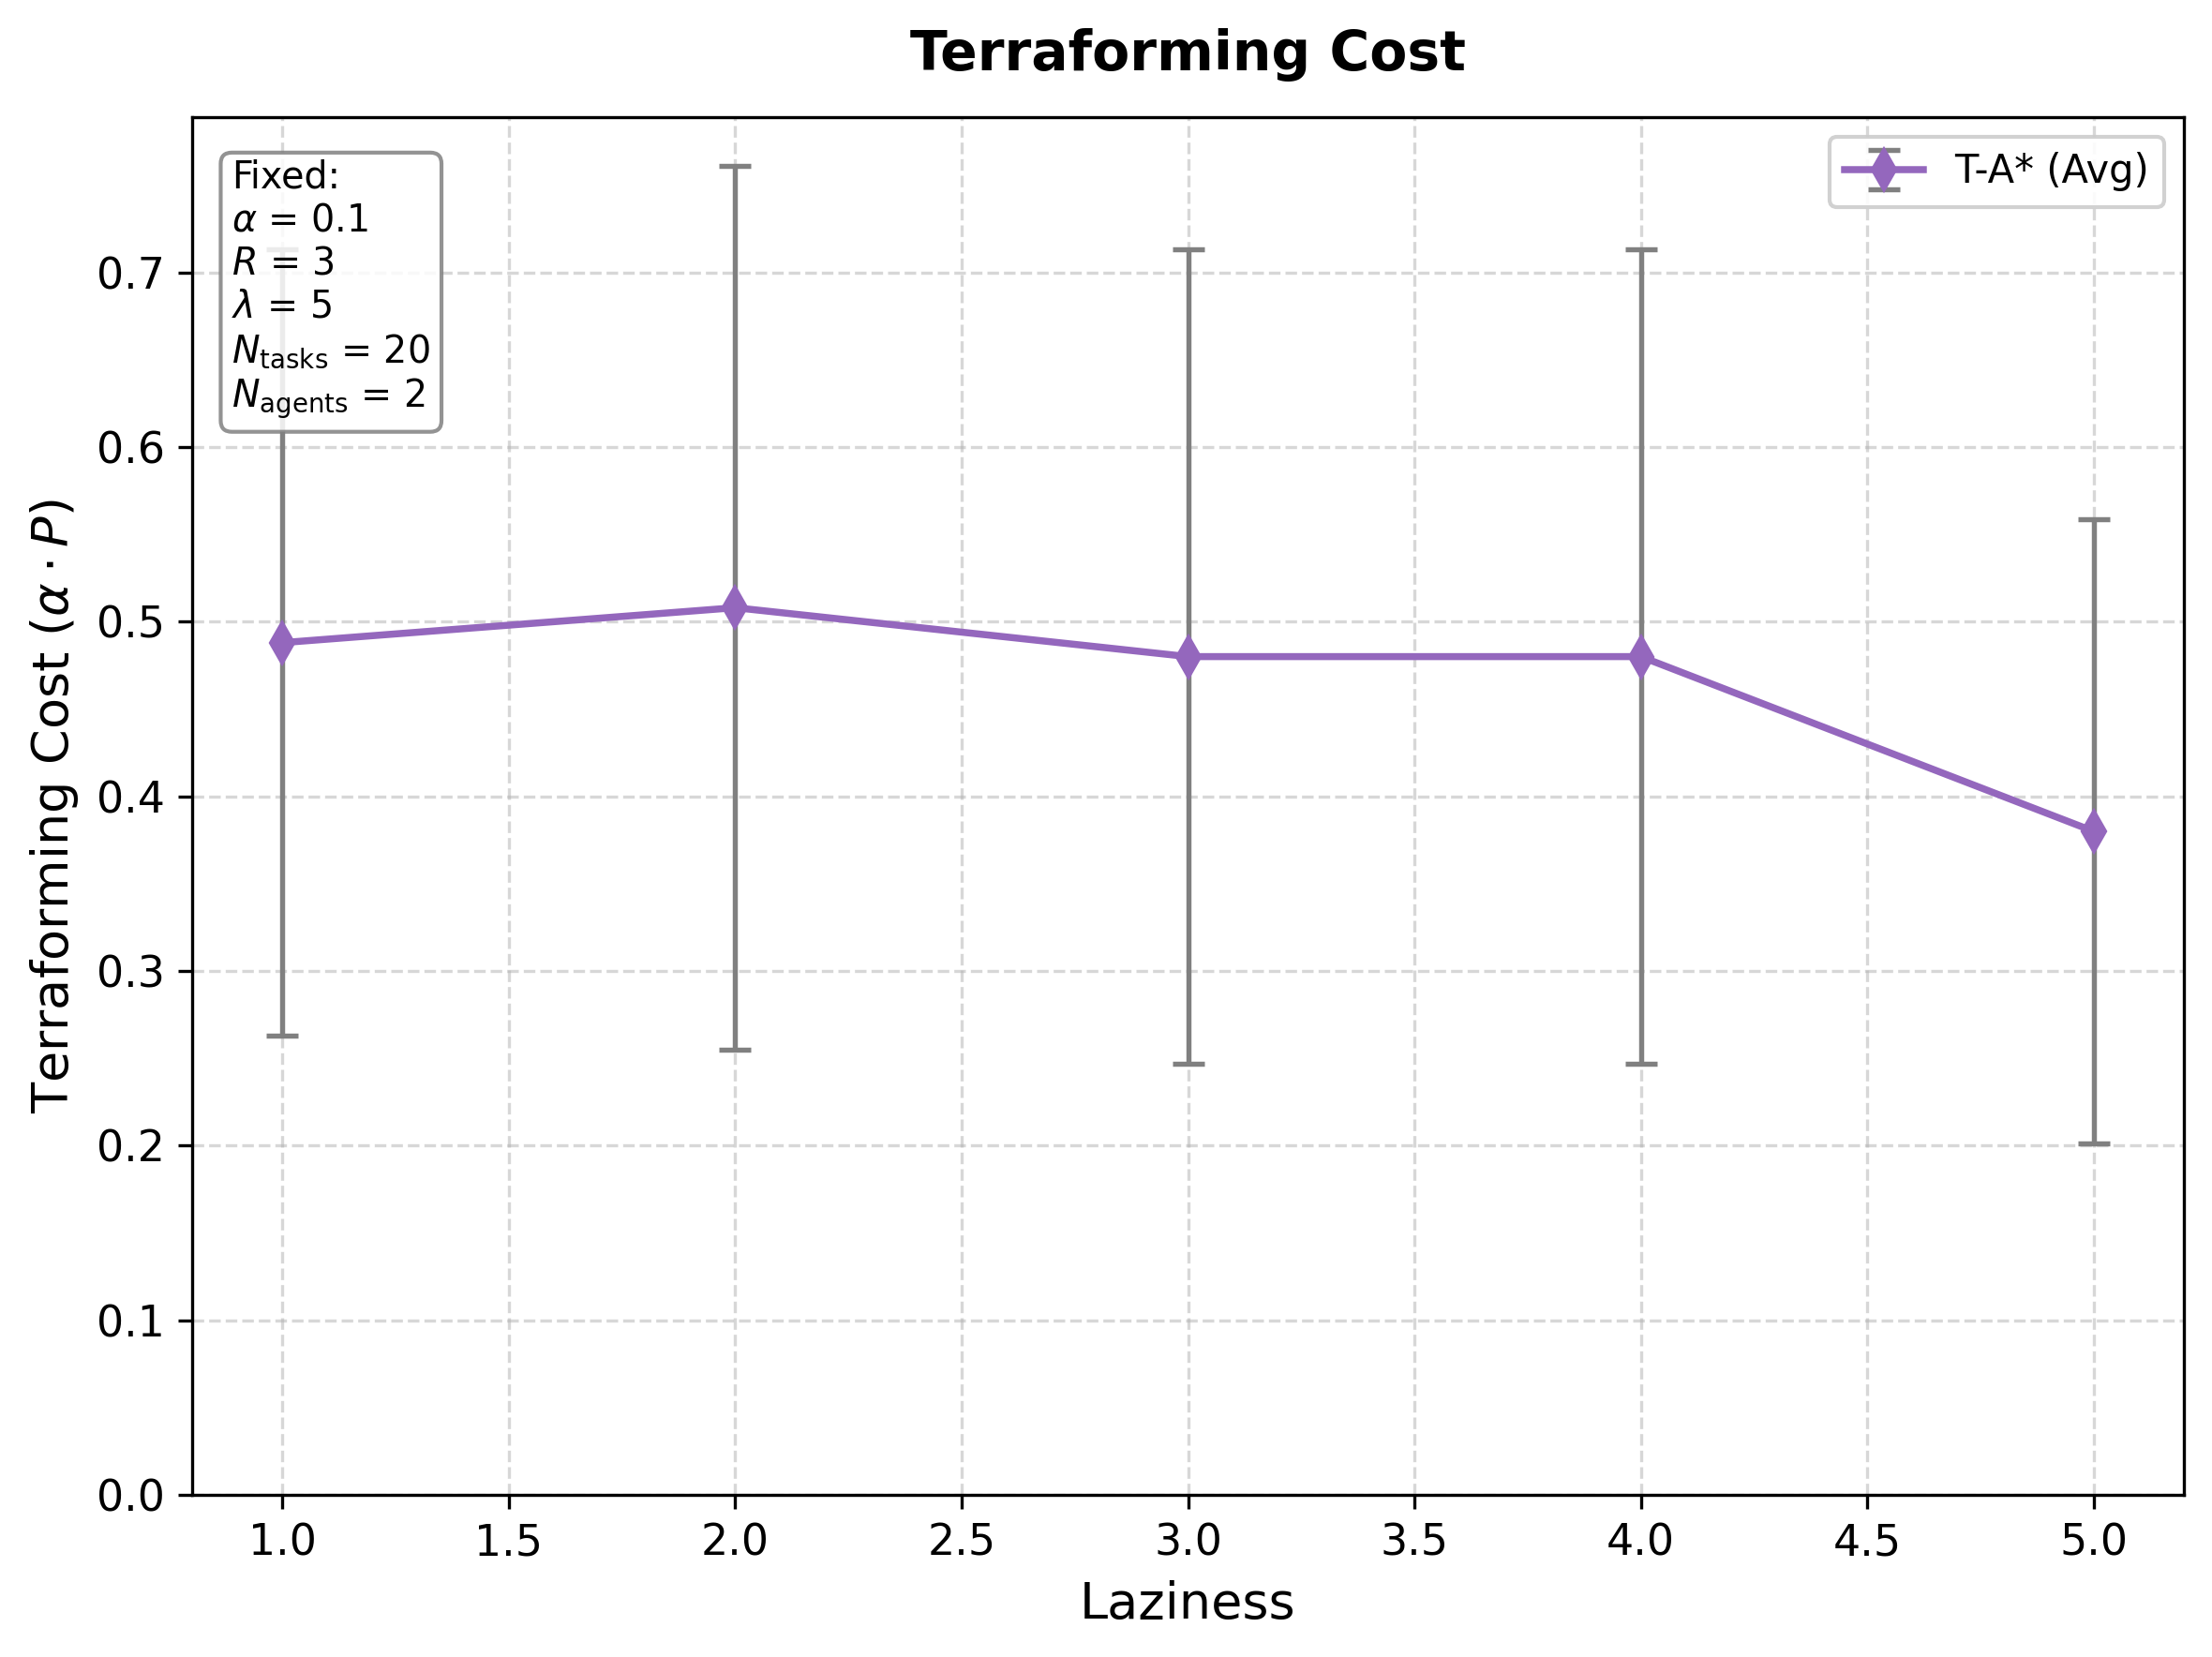 Terraforming Cost
Fixed:
α = 0.1
R = 3
λ = 5
N_tasks = 20
N_agents = 2
T-A* (Avg)
Terraforming Cost (α · P)
0.7
0.6
0.5
0.4
0.3
0.2
0.1
0.0
1.0 1.5 2.0 2.5 3.0 3.5 4.0 4.5 5.0
Laziness